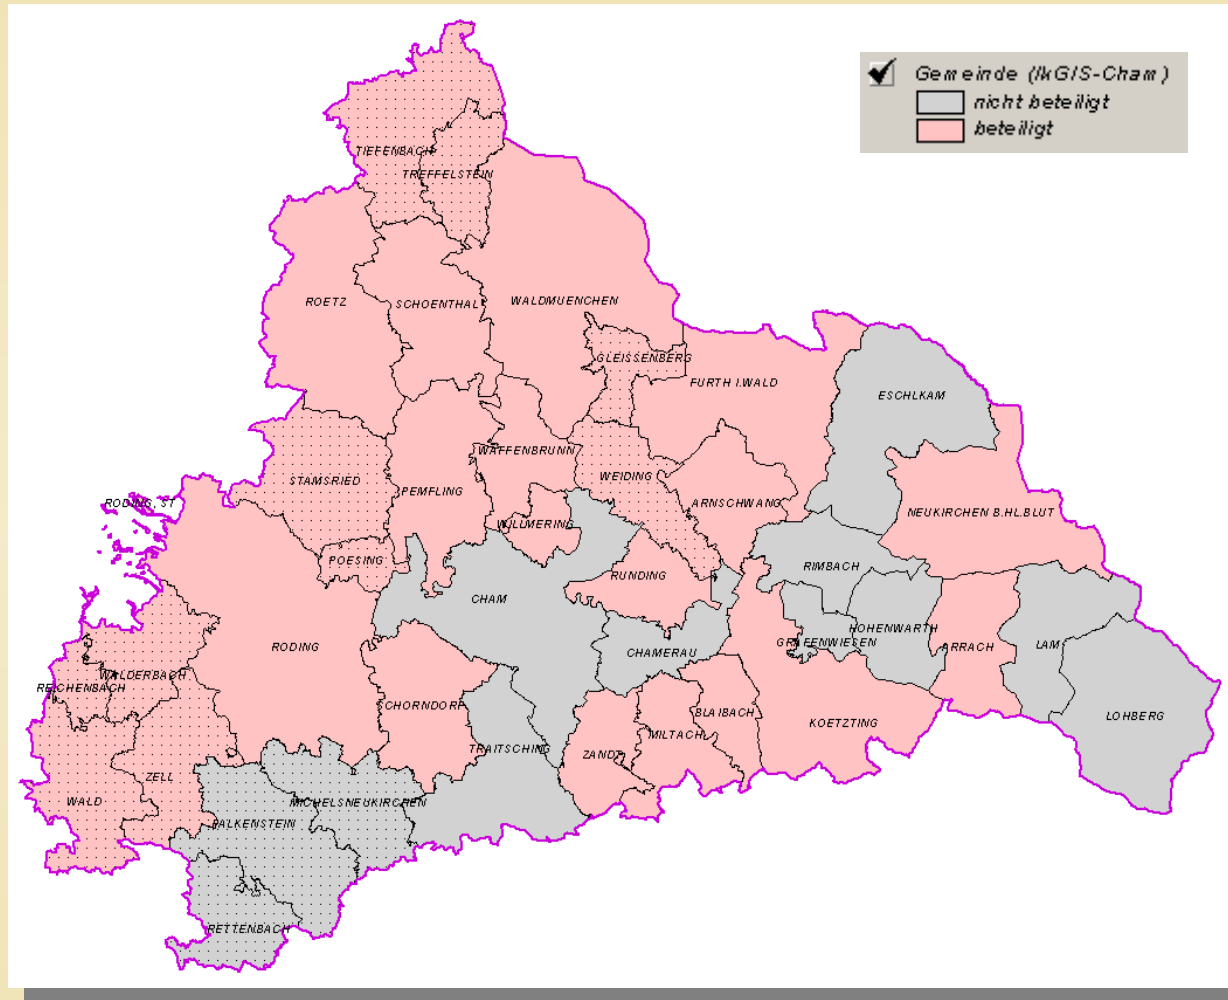 Gemeinde (IkGIS-Cham)
nicht beteiligt
beteiligt
TIEFENBACH
TREFFELSTEIN
ROETZ
SCHOENTHAL
WALDMUENCHEN
GLEISSENBERG
FURTH I.WALD
ESCHLKAM
WAFFENBRUNN
STAMSRIED
PEMFLING
WEIDING
RODING, ST
ARNSCHWANG
NEUKIRCHEN B.HL.BLUT
WILLMERING
POESING
RIMBACH
RUNDING
CHAM
HOHENWARTH
GRAFENWIESEN
RODING
CHAMERAU
ARRACH
LAM
WALDERBACH
REICHENBACH
SCHORNDORF
BLAIBACH
LOHBERG
KOETZTING
MILTACH
TRAITSCHING
ZANDT
ZELL
WALD
MICHELSNEUKIRCHEN
FALKENSTEIN
RETTENBACH